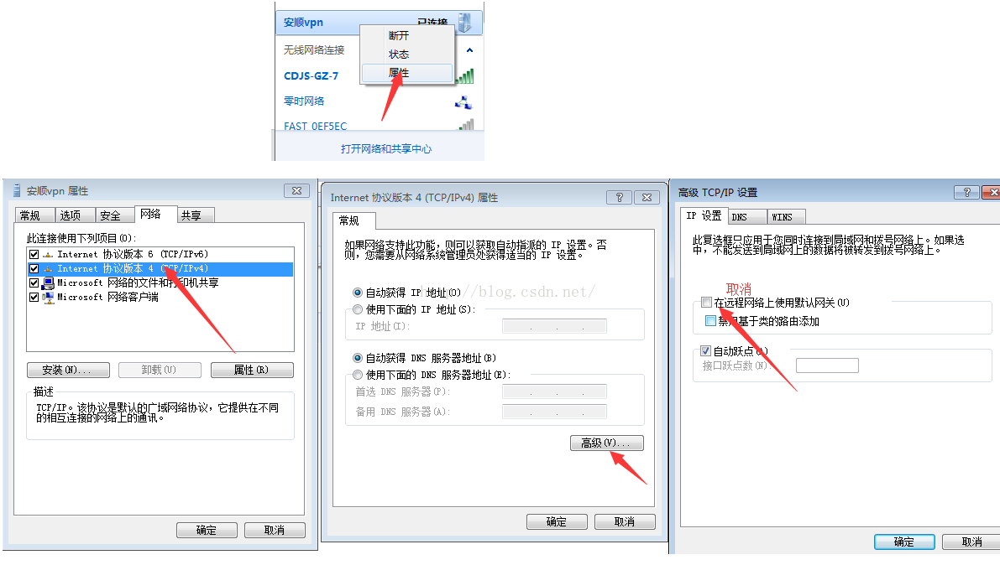 安顺vpn 已连接
断开
无线网络连接
状态
CDJS-GZ-7
属性
零时网络
FAST_0EF5EC
打开网络和共享中心
安顺vpn 属性
常规 选项 安全 网络 共享
此连接使用下列项目(O):
Internet 协议版本 6 (TCP/IPv6)
Internet 协议版本 4 (TCP/IPv4)
Microsoft 网络的文件和打印机共享
Microsoft 网络客户端
安装(N)... 卸载(U) 属性(R)
描述
TCP/IP。该协议是默认的广域网络协议，它提供在不同
的相互连接的网络上的通讯。
确定 取消
Internet 协议版本 4 (TCP/IPv4) 属性
常规
如果网络支持此功能，则可以获取自动指派的 IP 设置。否
则，您需要从网络系统管理员处获得适当的 IP 设置。
自动获得 IP 地址(O)
http://blog.csdn.net/
使用下面的 IP 地址(S):
IP 地址(I):
自动获得 DNS 服务器地址(B)
使用下面的 DNS 服务器地址(E):
首选 DNS 服务器(P):
备用 DNS 服务器(A):
高级(V)...
确定 取消
高级 TCP/IP 设置
IP 设置 DNS WINS
此复选框只应用于您同时连接到局域网和拨号网络上。如果选
中，不能发送到局域网上的数据将被转发到拨号网络上。
取消
在远程网络上使用默认网关(U)
禁用基于类的路由添加
自动跃点(A)
接口跃点数(N):
确定 取消